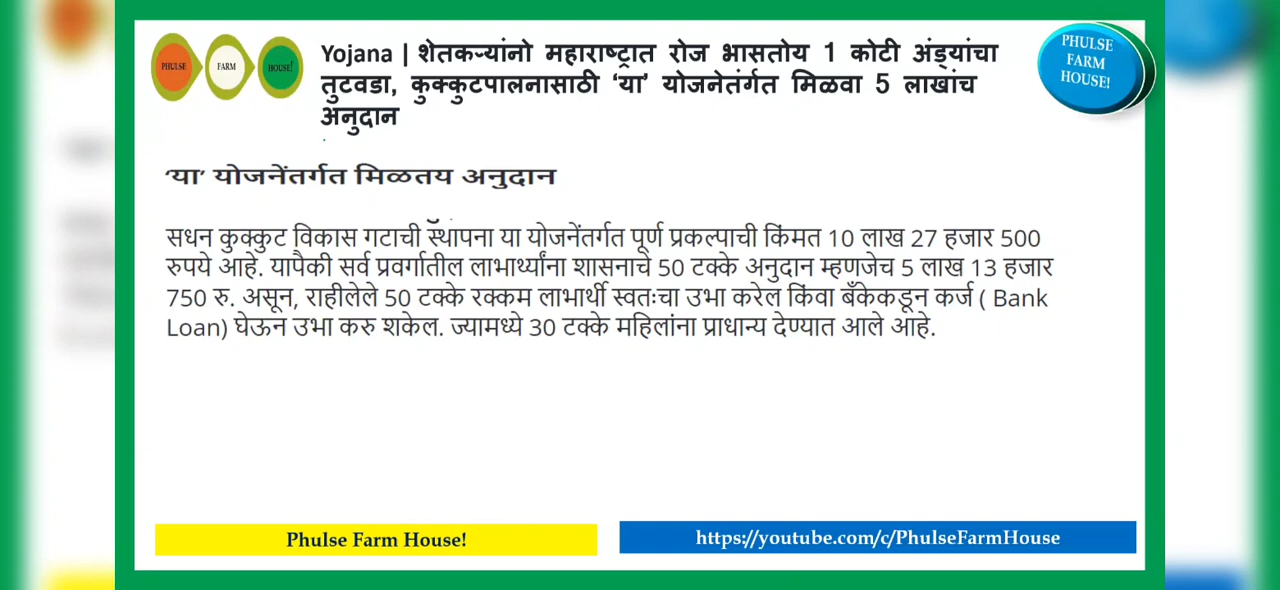 PHULSE
FARM
HOUSE!
Yojana | शेतकऱ्यांनो महाराष्ट्रात रोज भासतोय 1 कोटी अंड्यांचा
तुटवडा, कुक्कुटपालनासाठी ‘या’ योजनेतंर्गत मिळवा 5 लाखांच
अनुदान
PHULSE
FARM
HOUSE!
‘या’ योजनेंतर्गत मिळतय अनुदान
सधन कुक्कुट विकास गटाची स्थापना या योजनेंतर्गत पूर्ण प्रकल्पाची किंमत 10 लाख 27 हजार 500
रुपये आहे. यापैकी सर्व प्रवर्गातील लाभार्थ्यांना शासनाचे 50 टक्के अनुदान म्हणजेच 5 लाख 13 हजार
750 रु. असून, राहीलेले 50 टक्के रक्कम लाभार्थी स्वतःचा उभा करेल किंवा बँकेकडून कर्ज ( Bank
Loan) घेऊन उभा करु शकेल. ज्यामध्ये 30 टक्के महिलांना प्राधान्य देण्यात आले आहे.
Phulse Farm House!
https://youtube.com/c/PhulseFarmHouse